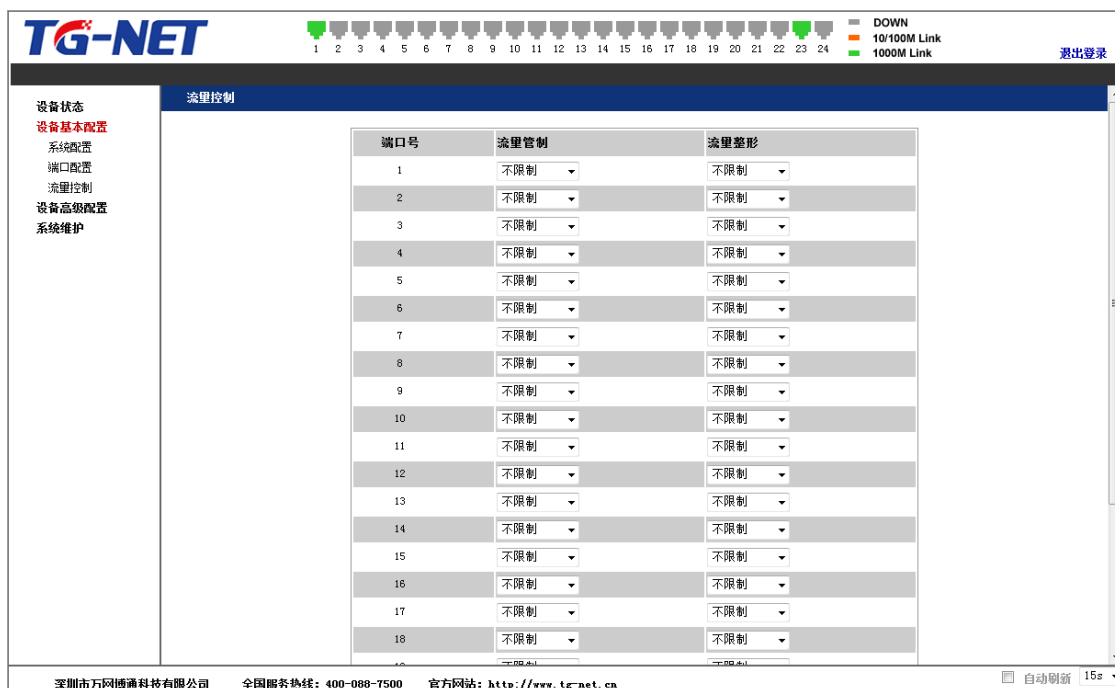 TG-NET
1 2 3 4 5 6 7 8 9 10 11 12 13 14 15 16 17 18 19 20 21 22 23 24
DOWN
10/100M Link
1000M Link
退出登录
设备状态
设备基本配置
系统配置
端口配置
流量控制
设备高级配置
系统维护
流量控制
端口号 流量管制 流量整形
1 不限制 不限制
2 不限制 不限制
3 不限制 不限制
4 不限制 不限制
5 不限制 不限制
6 不限制 不限制
7 不限制 不限制
8 不限制 不限制
9 不限制 不限制
10 不限制 不限制
11 不限制 不限制
12 不限制 不限制
13 不限制 不限制
14 不限制 不限制
15 不限制 不限制
16 不限制 不限制
17 不限制 不限制
18 不限制 不限制
深圳市万网博通科技有限公司 全国服务热线：400-088-7500 官方网站：http://www.tg-net.cn
自动刷新 15s